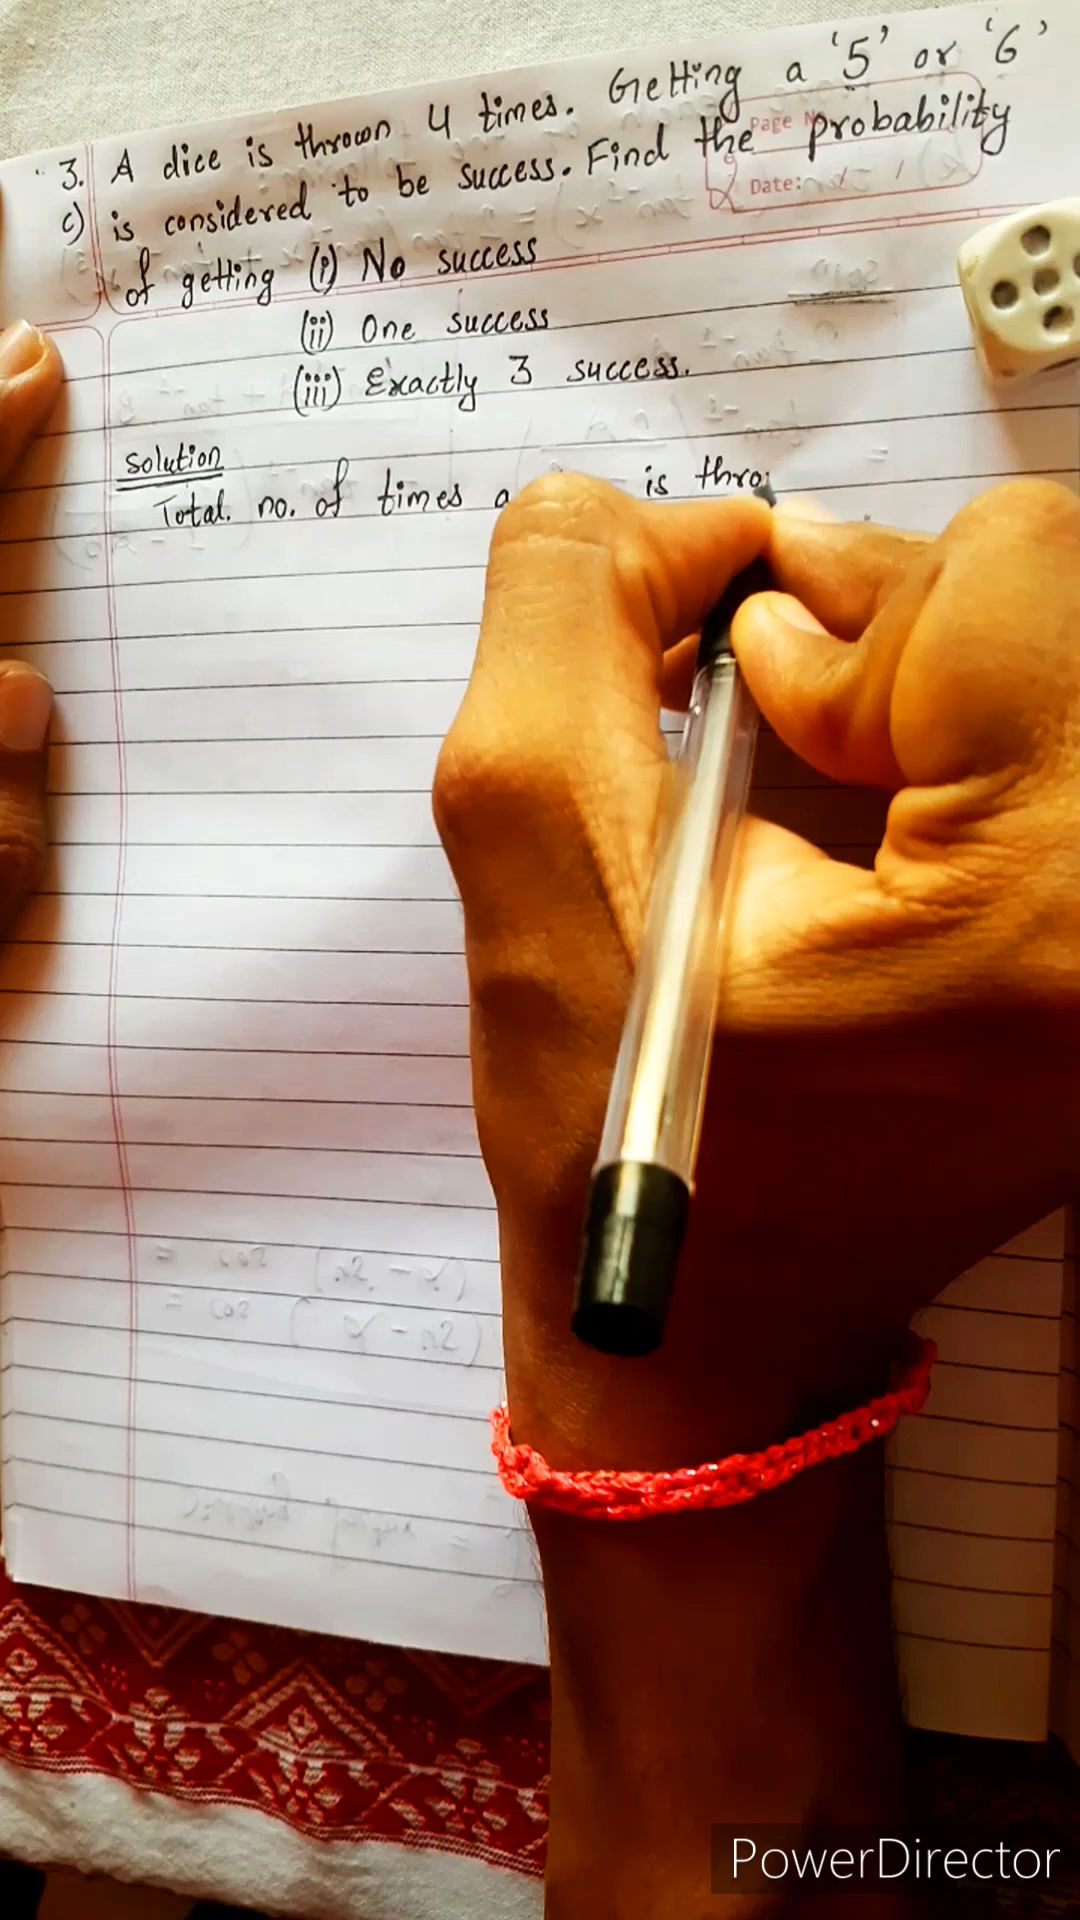 3. A dice is thrown 4 times. Getting a '5' or '6'
c) is considered to be success. Find the probability
of getting (i) No success
(ii) One success
(iii) Exactly 3 success.
Solution
Total. no. of times a is thro
Page N
Date: / /
PowerDirector